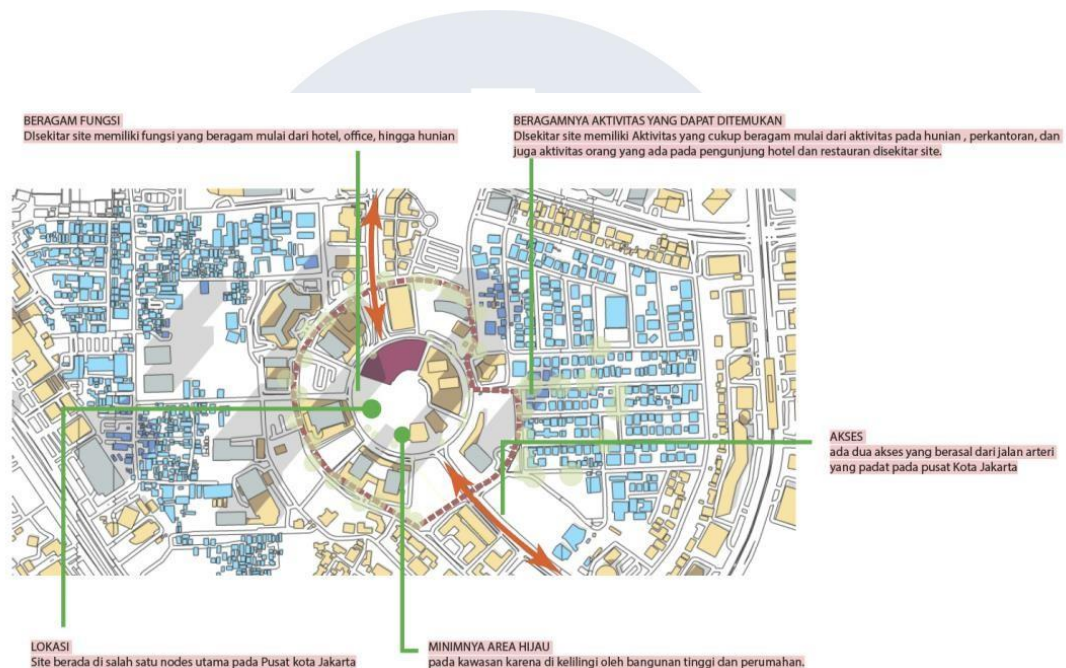 BERAGAM FUNGSI
DIsekitar site memiliki fungsi yang beragam mulai dari hotel, office, hingga hunian
BERAGAMNYA AKTIVITAS YANG DAPAT DITEMUKAN
DIsekitar site memiliki Aktivitas yang cukup beragam mulai dari aktivitas pada hunian , perkantoran, dan
juga aktivitas orang yang ada pada pengunjung hotel dan restauran disekitar site.
AKSES
ada dua akses yang berasal dari jalan arteri
yang padat pada pusat Kota Jakarta
LOKASI
Site berada di salah satu nodes utama pada Pusat kota Jakarta
MINIMNYA AREA HIJAU
pada kawasan karena di kelilingi oleh bangunan tinggi dan perumahan.